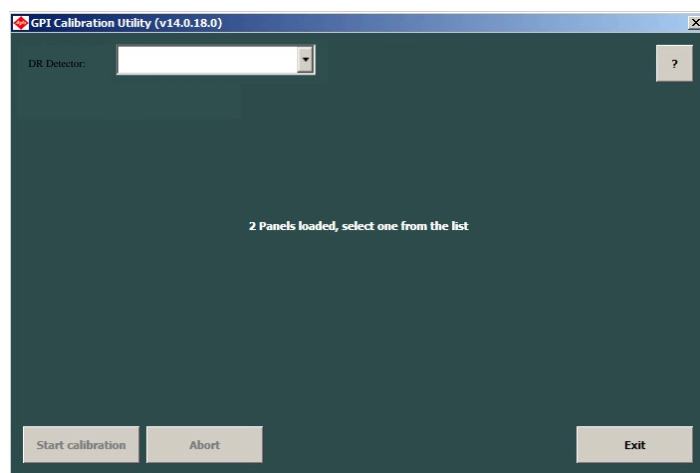 GPI Calibration Utility (v14.0.18.0)
DR Detector:
?
2 Panels loaded, select one from the list
Start calibration
Abort
Exit